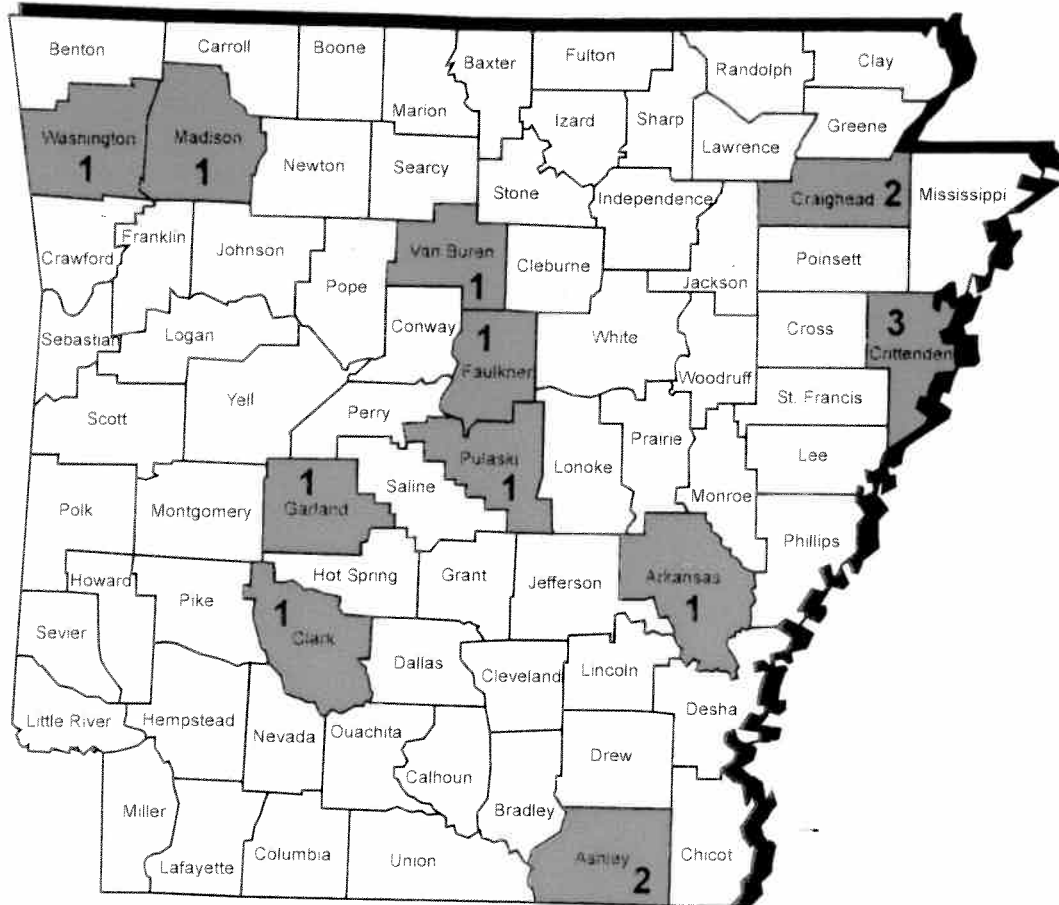 Benton
Carroll
Boone
Baxter
Fulton
Randolph
Clay
Marion
Izard
Sharp
Greene
Lawrence
Washington
1
Madison
1
Newton
Searcy
Stone
Independence
Craighead 2
Mississippi
Crawford
Franklin
Johnson
Pope
Van Buren
1
Cleburne
Jackson
Poinsett
Sebastian
Logan
Conway
1
Faulkner
White
Woodruff
Cross
3
Crittenden
Scott
Yell
Perry
Pulaski
1
Lonoke
Prairie
St. Francis
Lee
Monroe
Polk
Montgomery
1
Garland
Saline
Phillips
Howard
Pike
Hot Spring
Grant
Jefferson
Arkansas
1
Sevier
1
Clark
Dallas
Cleveland
Lincoln
Desha
Little River
Hempstead
Nevada
Ouachita
Calhoun
Drew
Bradley
Miller
Lafayette
Columbia
Union
Ashley
2
Chicot